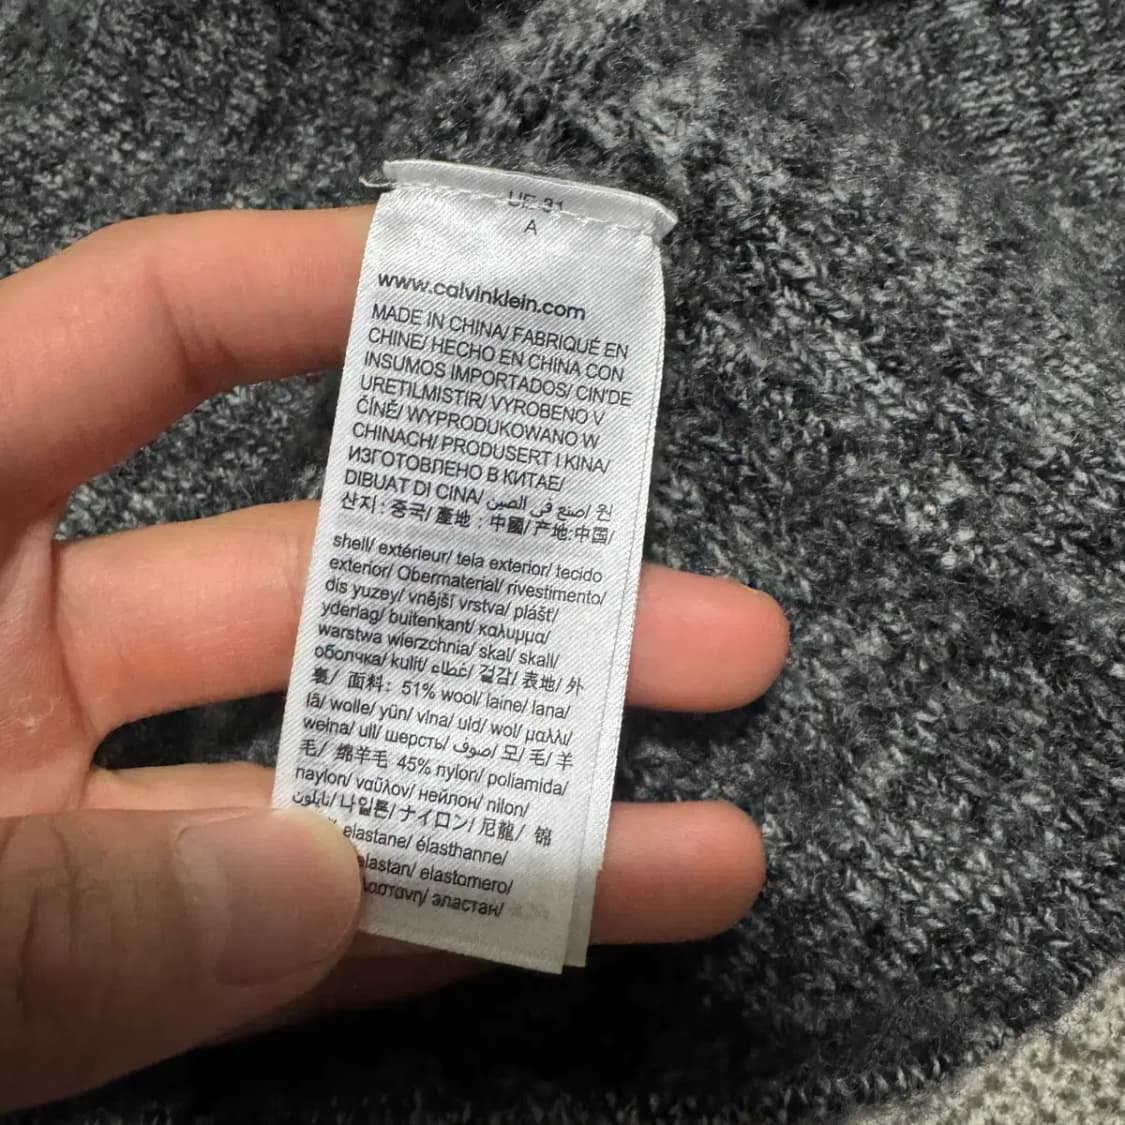 A
www.calvinklein.com
MADE IN CHINA/ FABRIQUÉ EN
CHINE/ HECHO EN CHINA CON
INSUMOS IMPORTADOS/ CIN'DE
URETILMISTIR/ VYROBENO V
ČÍNĚ/ WYPRODUKOWANO W
CHINACH/ PRODUSERT I KINA/
ИЗГОТОВЛЕНО В КИТАЕ/
DIBUAT DI CINA/ صنع في الصين/ 원
산지: 중국/ 產地: 中國/ 产地:中国/
shell/ extérieur/ tela exterior/ tecido
exterior/ Obermaterial/ rivestimento/
dis yuzey/ vnější vrstva/ plášť/
yderlag/ buitenkant/ καλυμμα/
warstwa wierzchnia/ skal/ skall/
оболчка/ kulit/ غطاء/ 겉감/ 表地/ 外
裏/ 面料: 51% wool/ laine/ lana/
lã/ wolle/ yün/ vlna/ uld/ wol/ μαλλι/
wełna/ ull/ шерсть/ صوف/ 모/ 毛/ 羊
毛/ 绵羊毛 45% nylon/ poliamida/
naylon/ ναϋλον/ нейлон/ nilon/
نايلون/ 나일론/ ナイロン/ 尼龍/ 锦
elastane/ élasthanne/
elastan/ elastomero/
эластан/